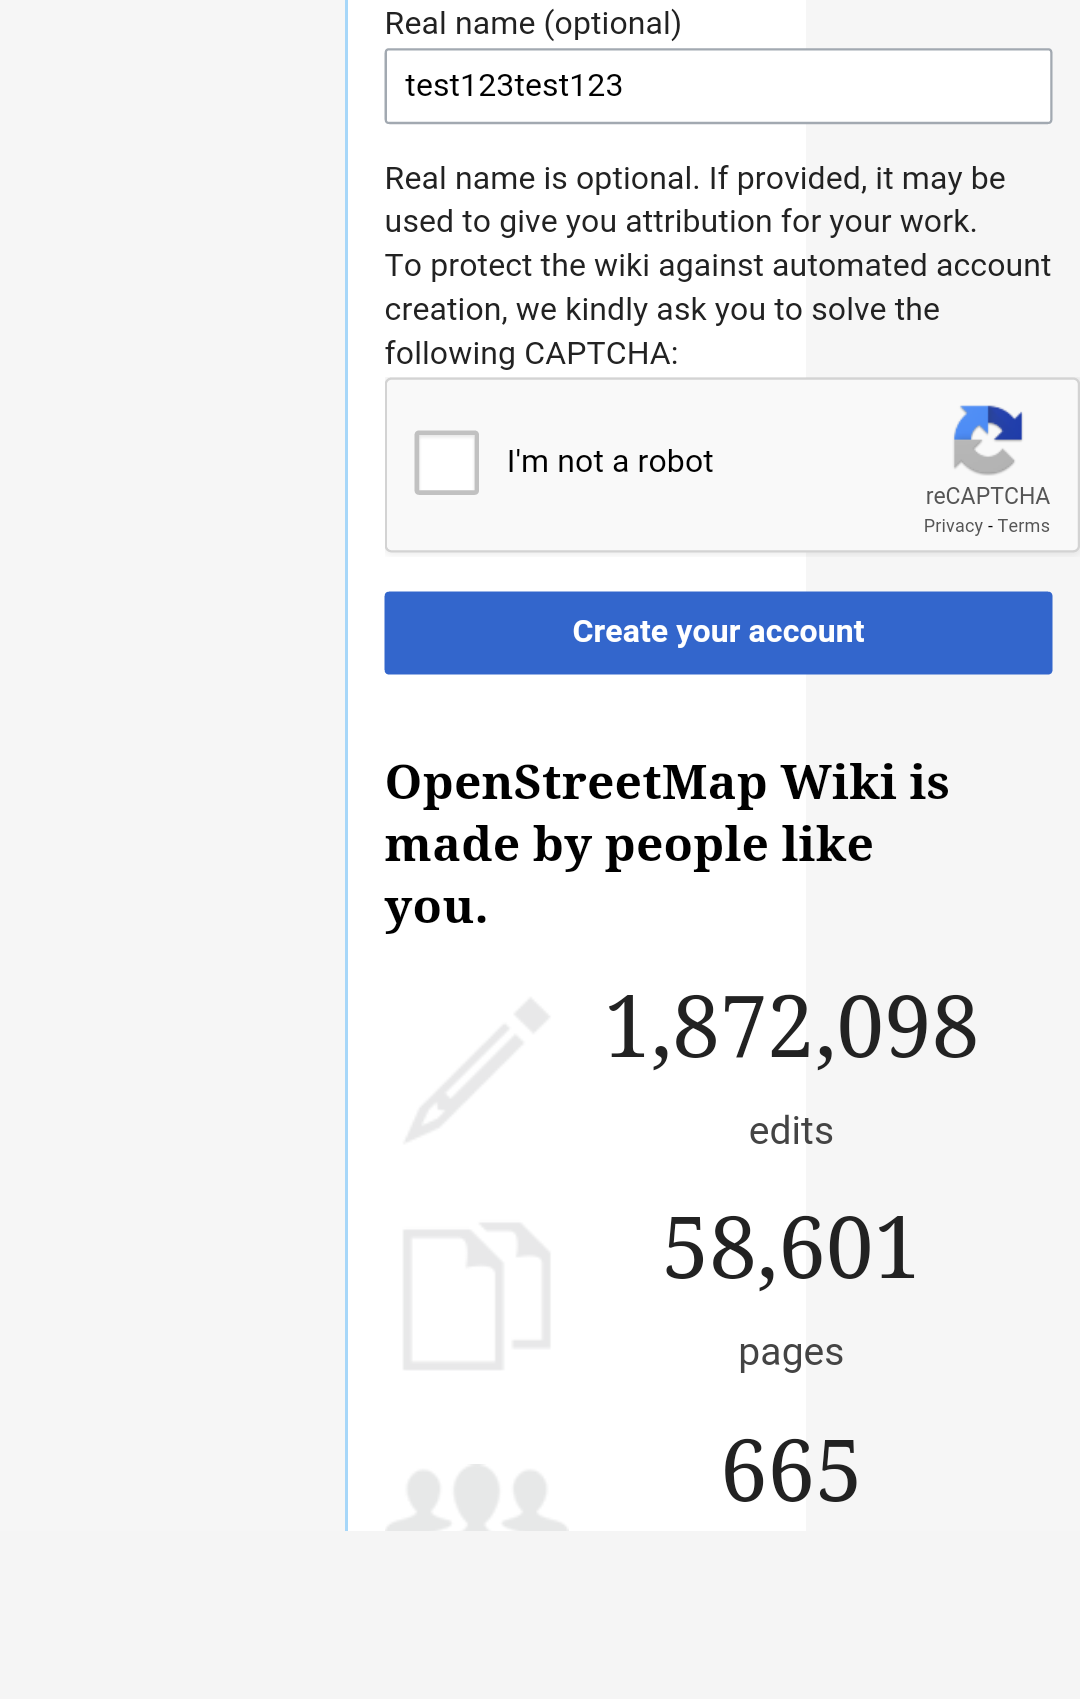 Real name (optional)
test123test123
Real name is optional. If provided, it may be
used to give you attribution for your work.
To protect the wiki against automated account
creation, we kindly ask you to solve the
following CAPTCHA:
I'm not a robot
reCAPTCHA
Privacy - Terms
Create your account
OpenStreetMap Wiki is
made by people like
you.
1,872,098
edits
58,601
pages
665